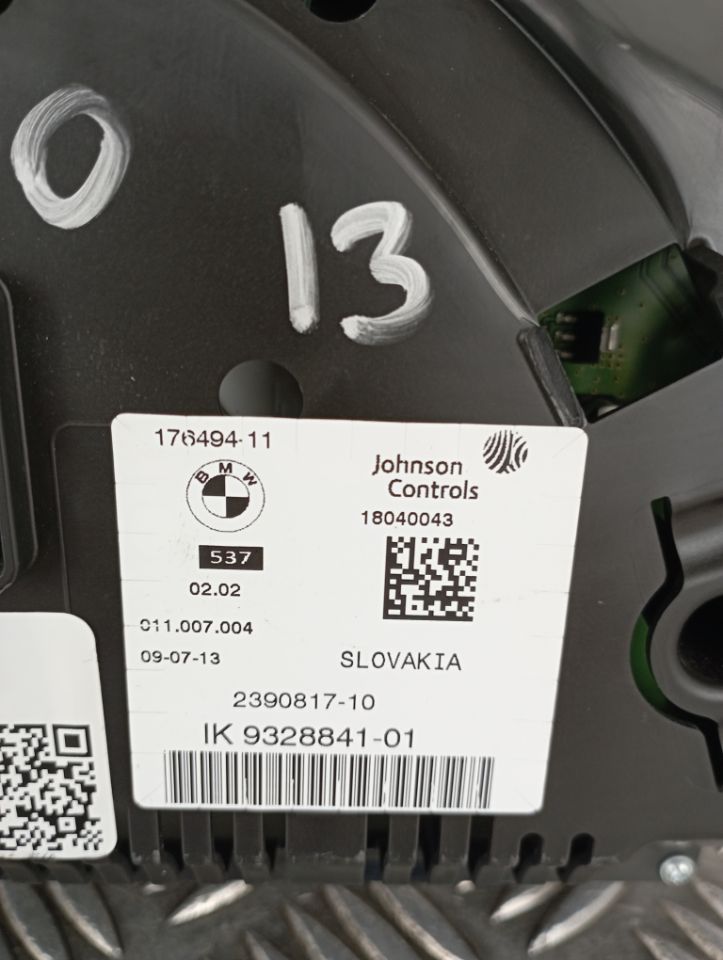 0
13
176494-11
BMW
Johnson
Controls
18040043
537
02.02
011.007.004
09-07-13
SLOVAKIA
2390817-10
IK 9328841-01